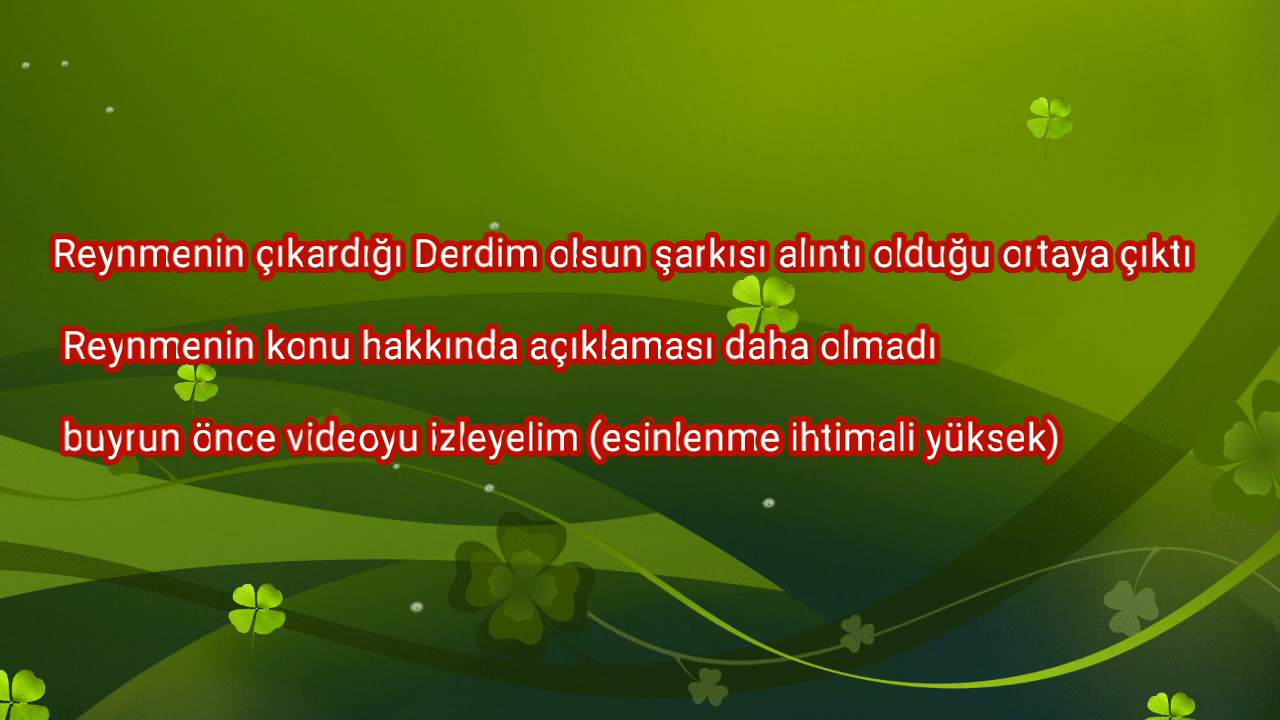 Reynmenin çıkardığı Derdim olsun şarkısı alıntı olduğu ortaya çıktı
Reynmenin konu hakkında açıklaması daha olmadı
buyrun önce videoyu izleyelim (esinlenme ihtimali yüksek)